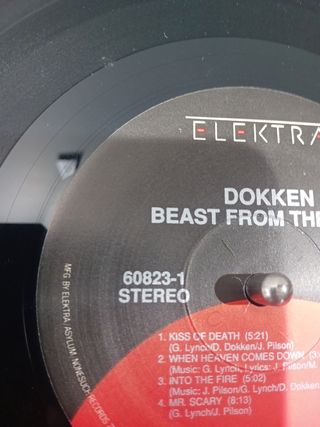 ELEKTRA
DOKKEN
BEAST FROM THE
60823-1
STEREO
1. KISS OF DEATH (5:21)
(G. Lynch/D. Dokken/J. Pilson)
2. WHEN HEAVEN COMES DOWN (3:
(Music: G. Lynch; Lyrics: J. Pilson/M.
3. INTO THE FIRE (5:02)
(Music: J. Pilson/G. Lynch/D. Dokken
4. MR. SCARY (8:13)
(G. Lynch/J. Pilson)
MFG. BY ELEKTRA/ASYLUM/NONESUCH RECORDS